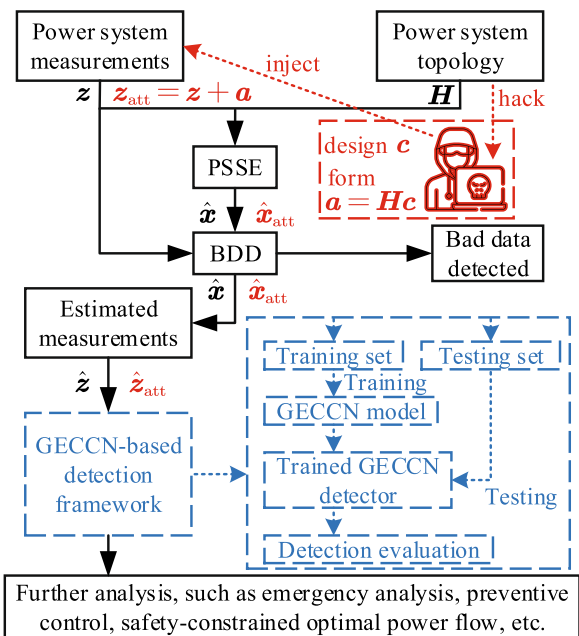 Power system
measurements
Power system
topology
inject
hack
z z_att = z + a
H
design c
form
a = Hc
PSSE
x̂ x̂_att
BDD
Bad data
detected
x̂ x̂_att
Estimated
measurements
ẑ ẑ_att
Training set
Testing set
Training
GECCN model
GECCN-based
detection
framework
Trained GECCN
detector
Testing
Detection evaluation
Further analysis, such as emergency analysis, preventive
control, safety-constrained optimal power flow, etc.